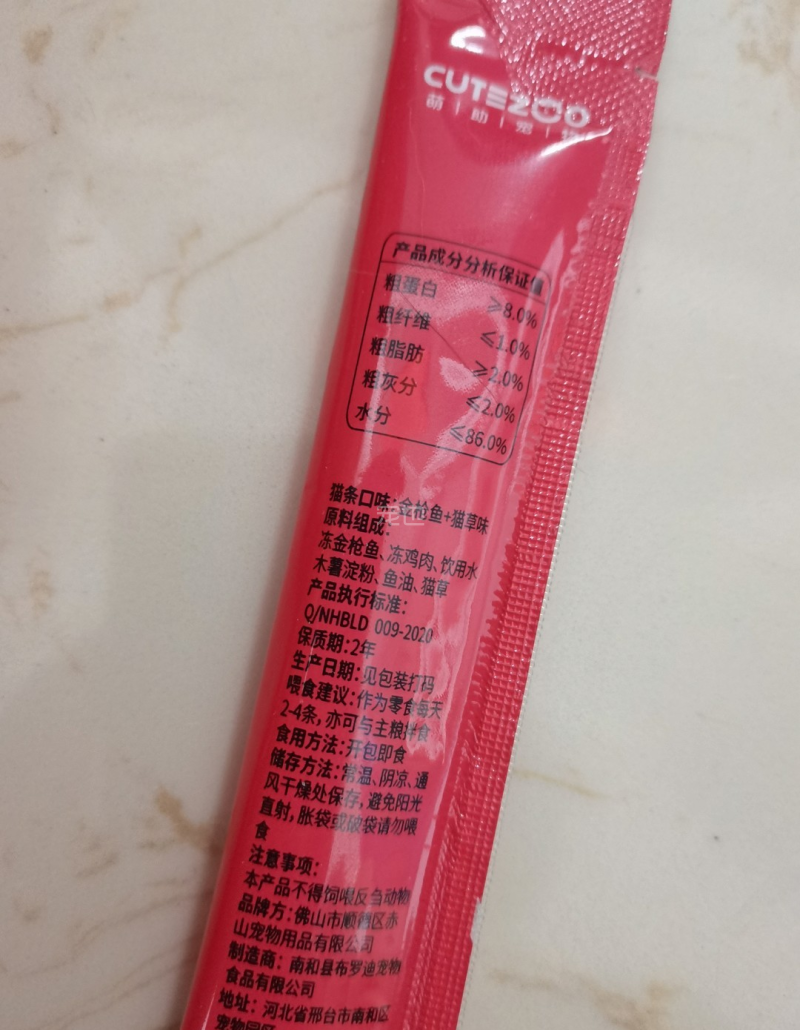 CUTEZOO
萌助宠
产品成分分析保证值
粗蛋白 ≥8.0%
粗纤维 ≤1.0%
粗脂肪 ≥2.0%
粗灰分 ≤2.0%
水分 ≤86.0%
猫条口味:金枪鱼+猫草味
原料组成:
冻金枪鱼、冻鸡肉、饮用水
木薯淀粉、鱼油、猫草
产品执行标准:
Q/NHBLD 009-2020
保质期:2年
生产日期:见包装打码
喂食建议:作为零食每天
2-4条,亦可与主粮拌食
食用方法:开包即食
储存方法:常温、阴凉、通
风干燥处保存,避免阳光
直射,胀袋或破袋请勿喂
食
注意事项:
本产品不得饲喂反刍动物
品牌方:佛山市顺德区赤
山宠物用品有限公司
制造商:南和县布罗迪宠物
食品有限公司
地址:河北省邢台市南和区
宠物园区